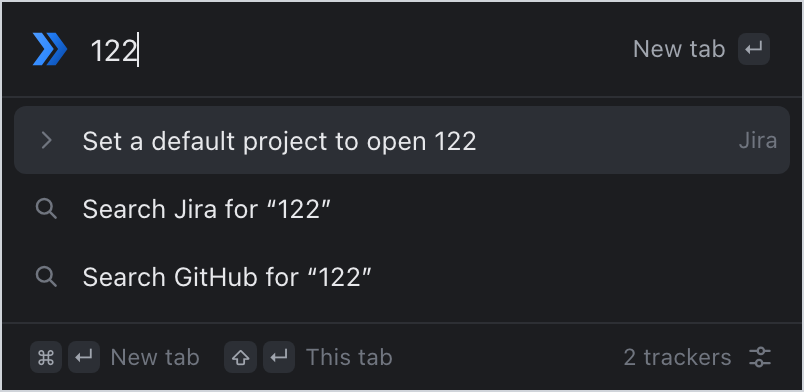 122
New tab
Set a default project to open 122
Jira
Search Jira for “122”
Search GitHub for “122”
⌘ ↵ New tab ⇧ ↵ This tab
2 trackers